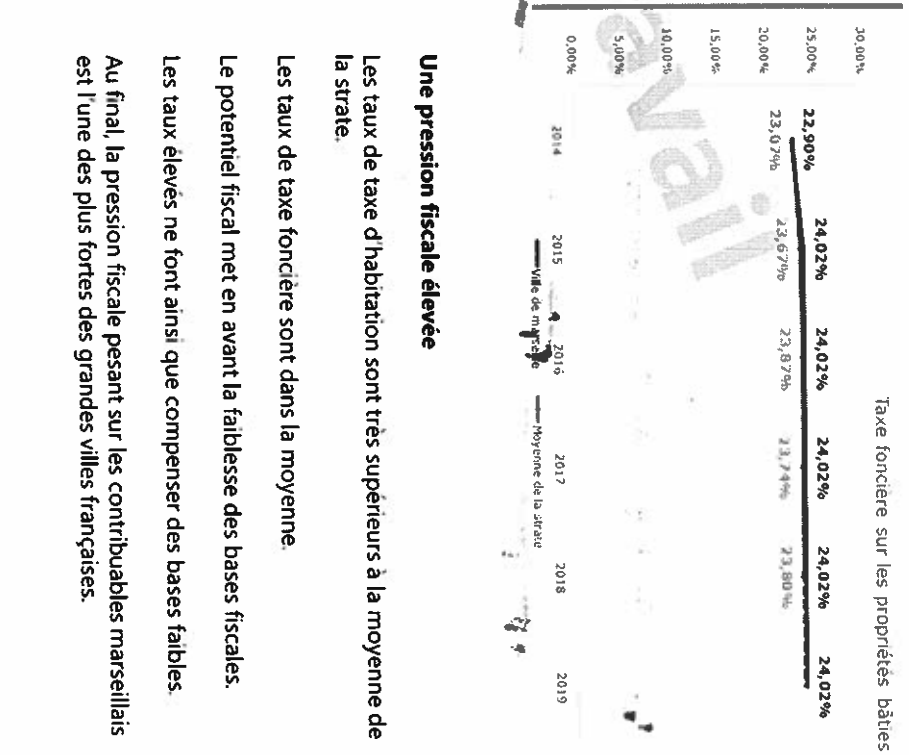 Taxe foncière sur les propriétés bâties
30,00%
25,00%
20,00%
15,00%
10,00%
5,00%
0,00%
22,90% 24,02% 24,02% 24,02% 24,02% 24,02%
23,07% 23,67% 23,87% 23,74% 23,80%
2014 2015 2016 2017 2018 2019
Ville de marseille Moyenne de la strate
Une pression fiscale élevée
Les taux de taxe d'habitation sont très supérieurs à la moyenne de
la strate.
Les taux de taxe foncière sont dans la moyenne.
Le potentiel fiscal met en avant la faiblesse des bases fiscales.
Les taux élevés ne font ainsi que compenser des bases faibles.
Au final, la pression fiscale pesant sur les contribuables marseillais
est l'une des plus fortes des grandes villes françaises.